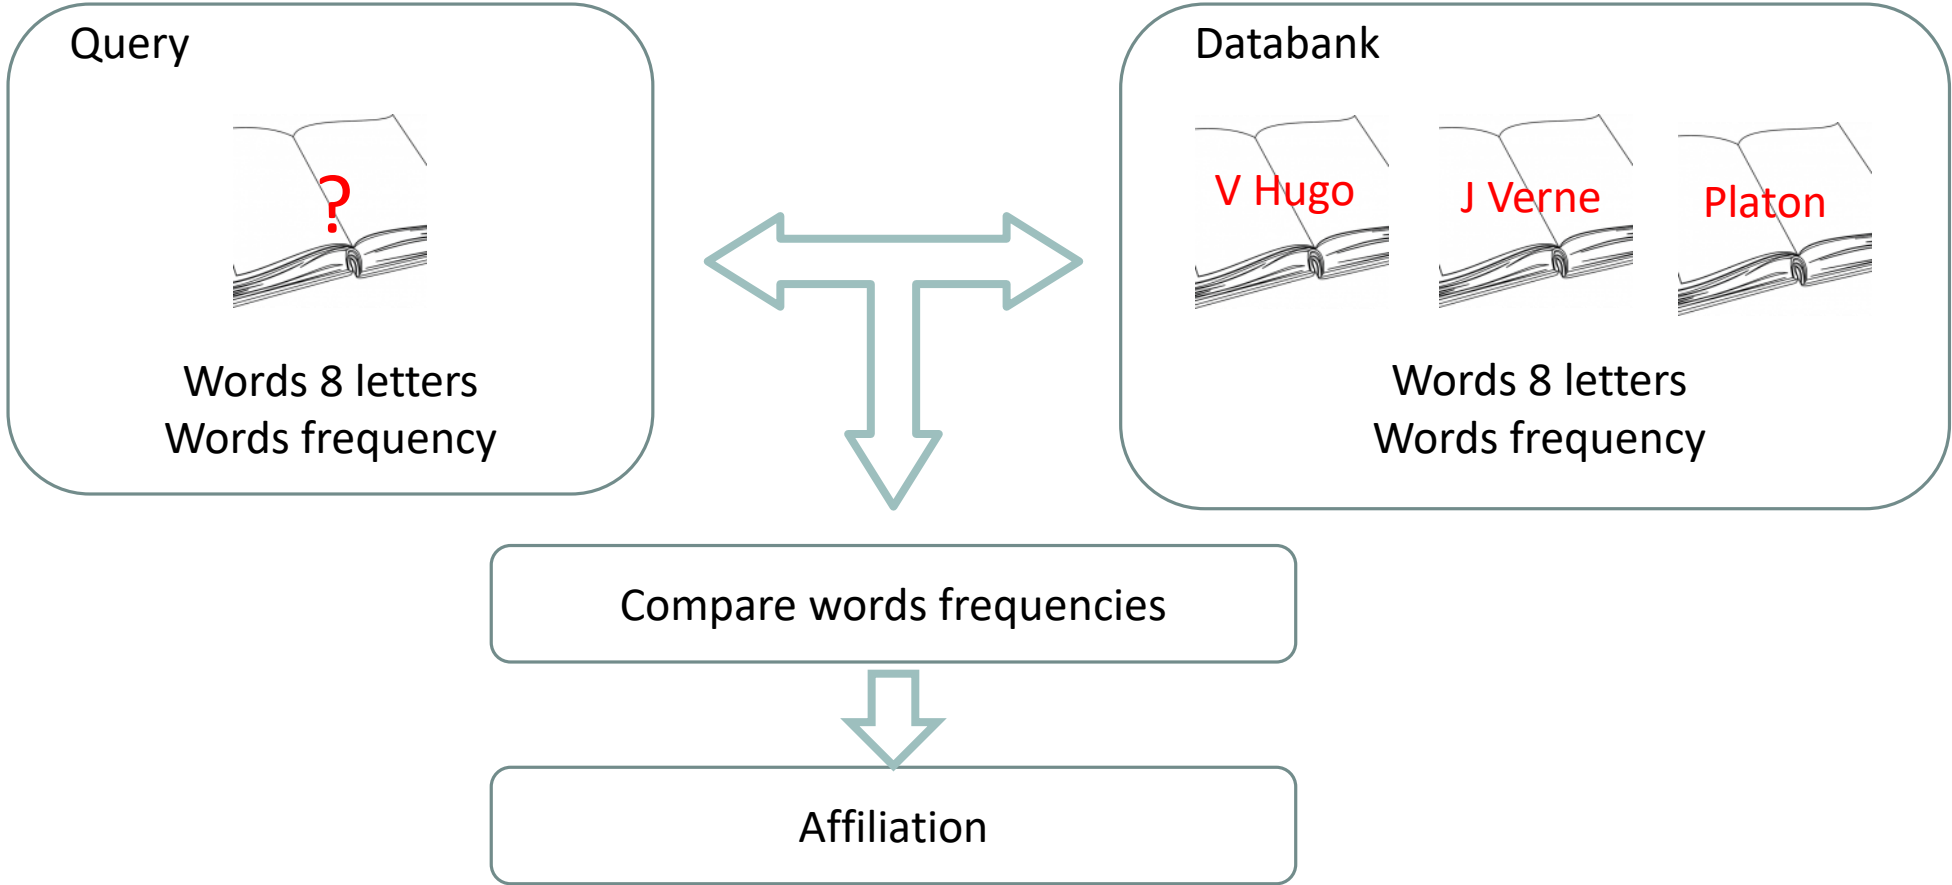 Query
?
Words 8 letters
Words frequency
Databank
V Hugo
J Verne
Platon
Words 8 letters
Words frequency
Compare words frequencies
Affiliation